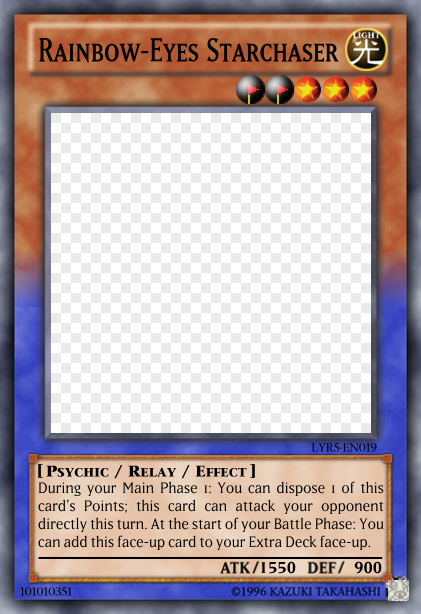 Rainbow-Eyes Starchaser
LIGHT
光
LYR5-EN019
[ Psychic / Relay / Effect ]
During your Main Phase 1: You can dispose 1 of this
card's Points; this card can attack your opponent
directly this turn. At the start of your Battle Phase: You
can add this face-up card to your Extra Deck face-up.
ATK/1550 DEF/ 900
101010351
©1996 KAZUKI TAKAHASHI